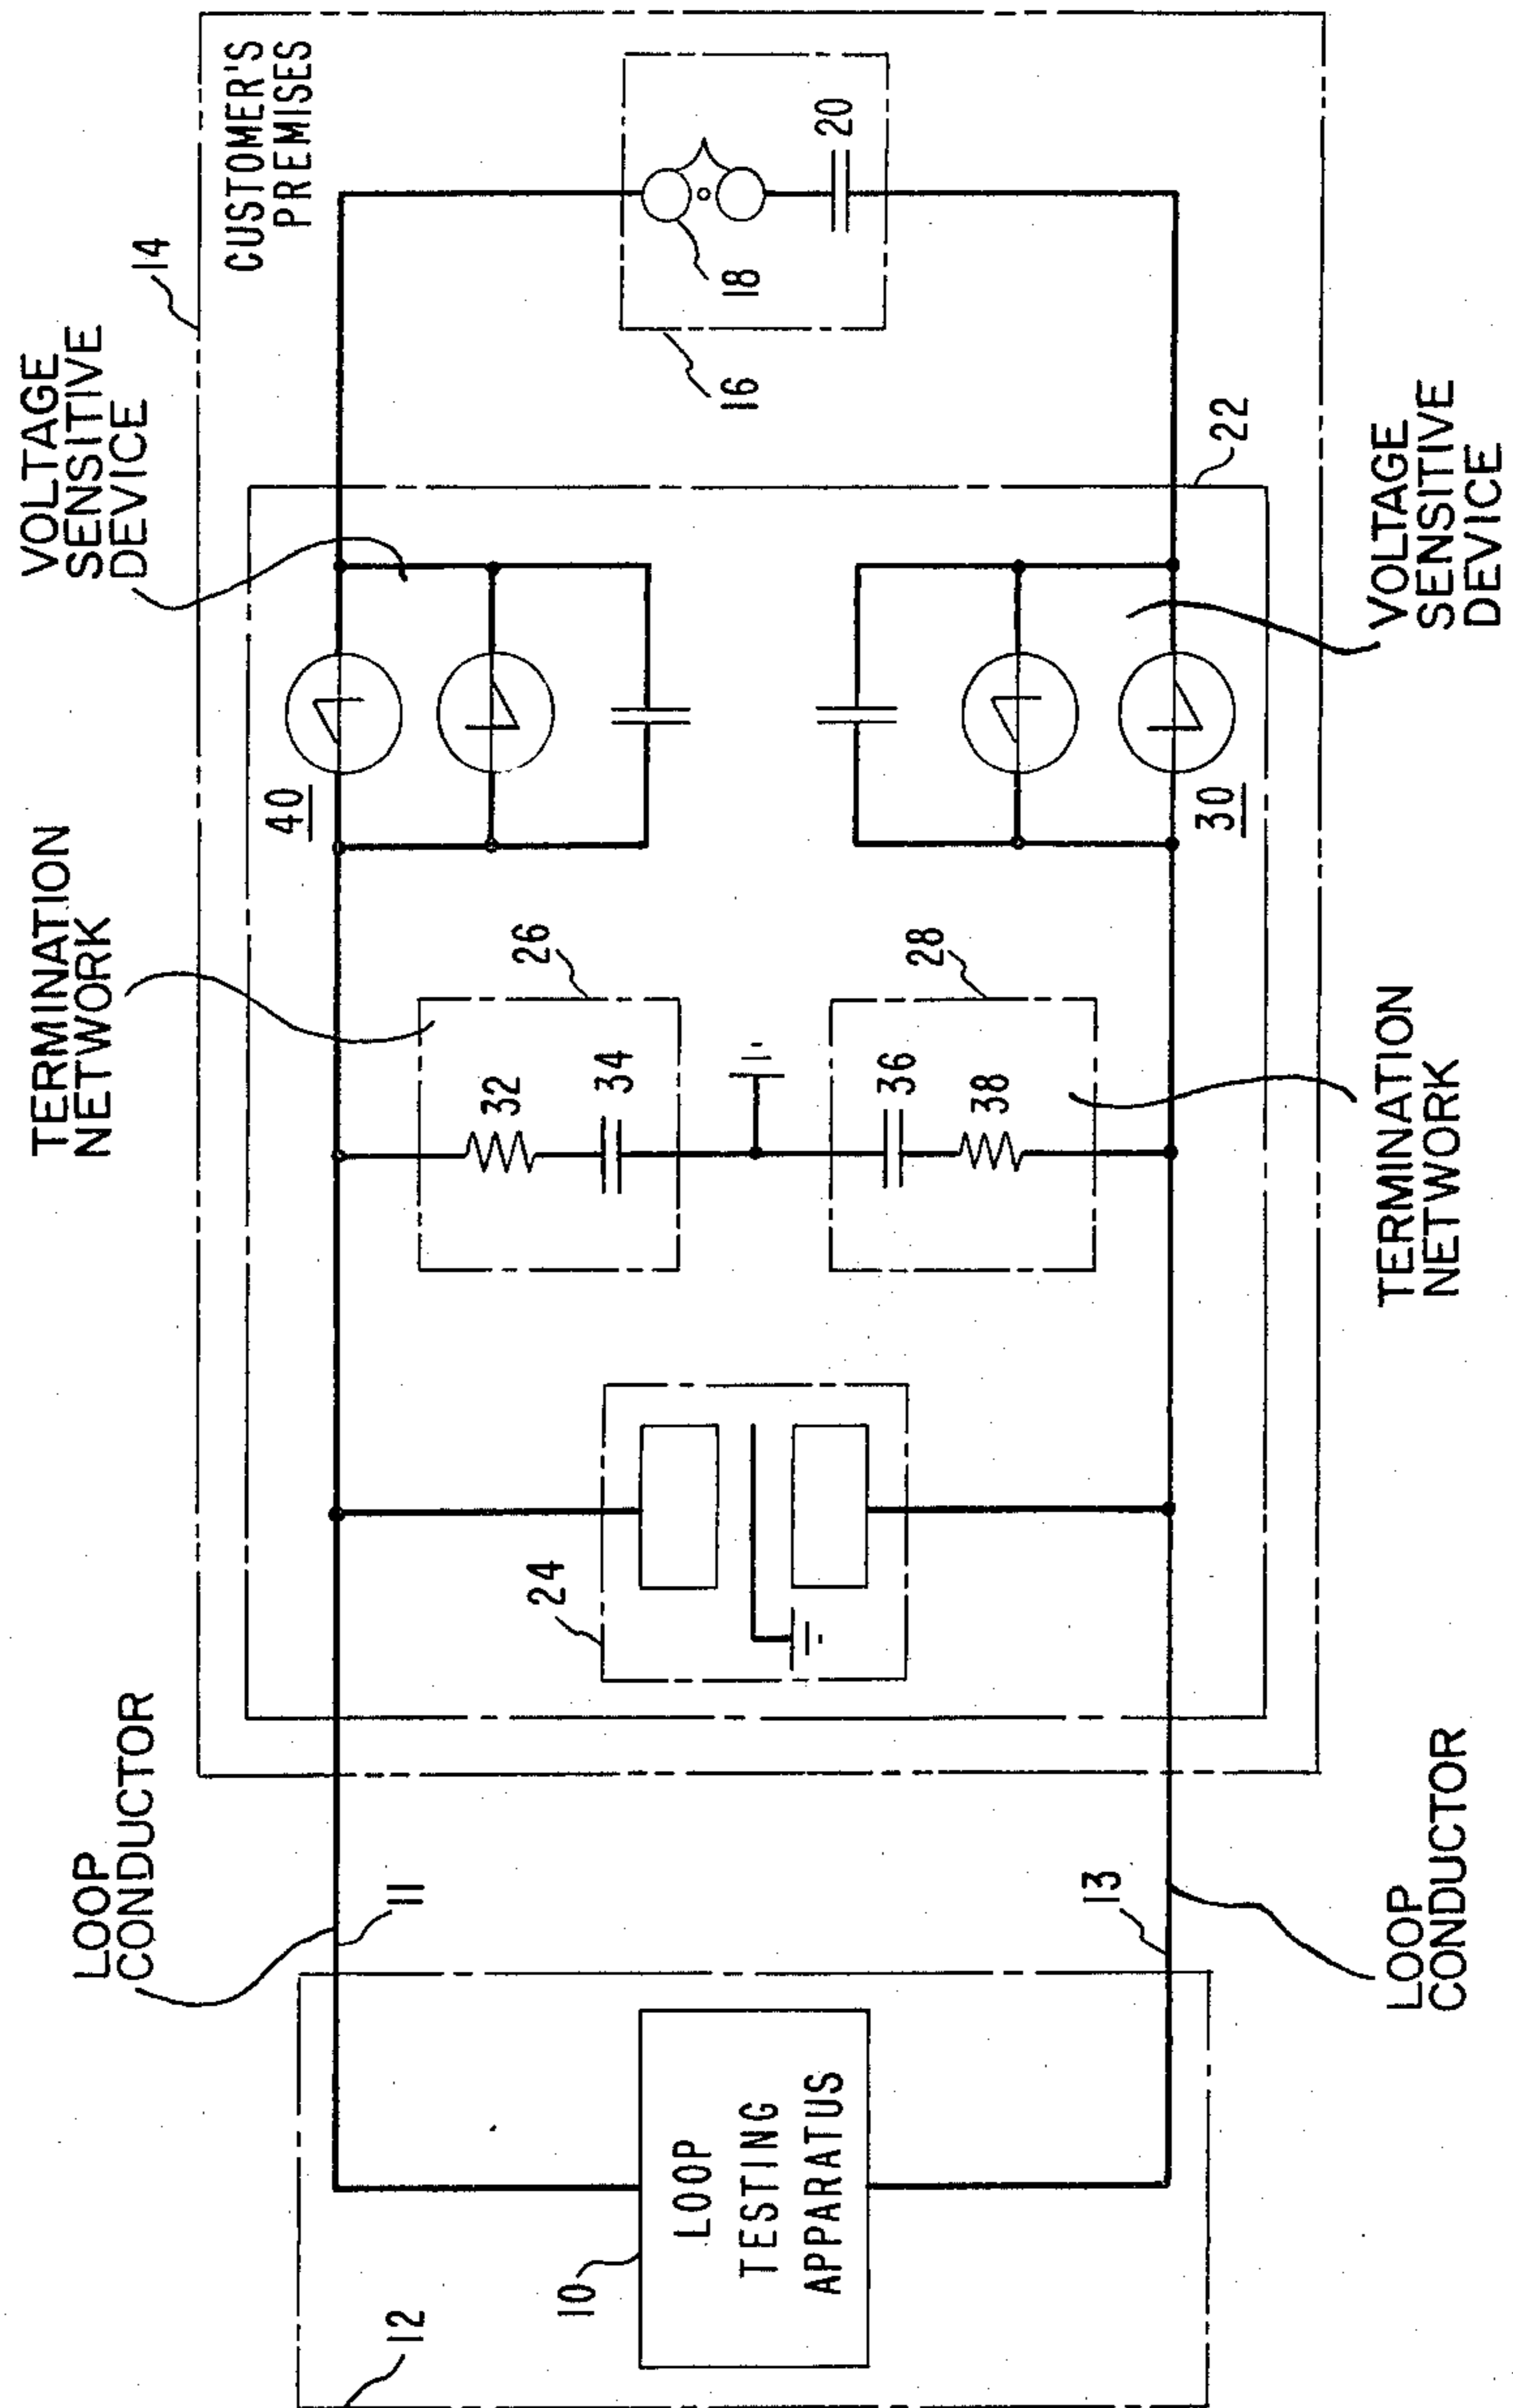 LOOP
CONDUCTOR
TERMINATION
NETWORK
VOLTAGE
SENSITIVE
DEVICE
14
CUSTOMER'S
PREMISES
12
10
LOOP
TESTING
APPARATUS
11
13
24
26
32
34
28
36
38
40
30
22
16
18
20
LOOP
CONDUCTOR
TERMINATION
NETWORK
VOLTAGE
SENSITIVE
DEVICE